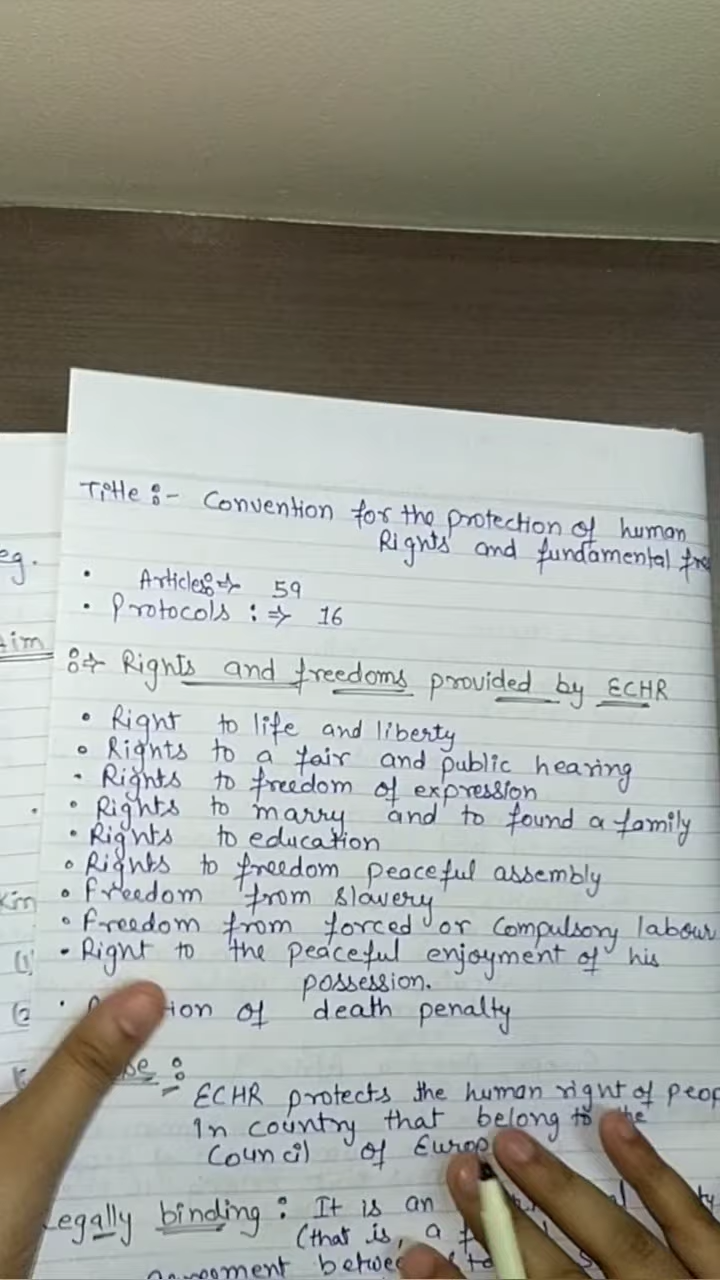 Title :- Convention for the protection of human
Rights and fundamental fre
• Articles :⇒ 59
• Protocols :⇒ 16
:⇒ Rights and freedoms provided by ECHR
• Right to life and liberty
• Rights to a fair and public hearing
• Rights to freedom of expression
• Rights to marry and to found a family
• Rights to education
• Rights to freedom peaceful assembly
• Freedom from slavery
• Freedom from forced or compulsory labour
• Right to the peaceful enjoyment of his
possession.
• of death penalty
ECHR protects the human right of peop
In country that belong to the
Council of Europ
Legally binding : It is an
(that is, a
agreement betwee
eg.
Aim
(1)
(2